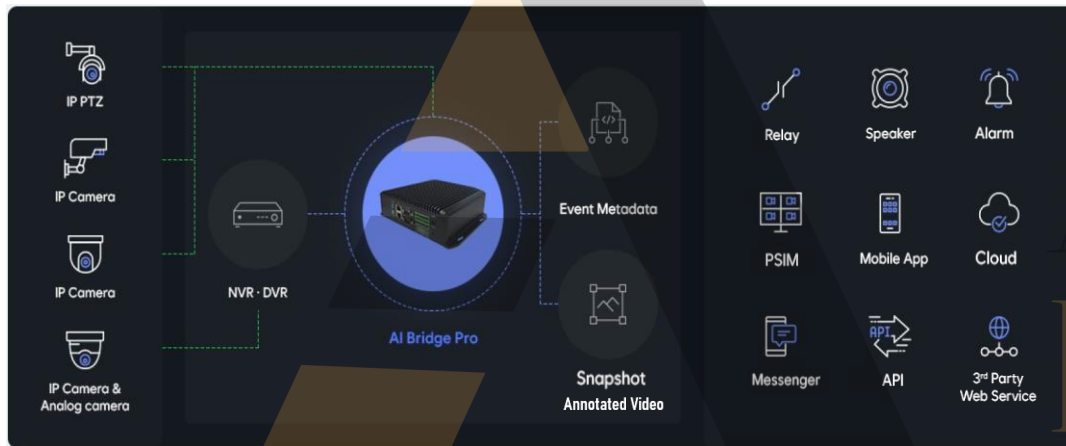 IP PTZ
IP Camera
IP Camera
IP Camera &
Analog camera
NVR · DVR
AI Bridge Pro
</>
Event Metadata
Snapshot
Annotated Video
Relay
Speaker
Alarm
PSIM
Mobile App
Cloud
Messenger
API
API
3rd Party
Web Service